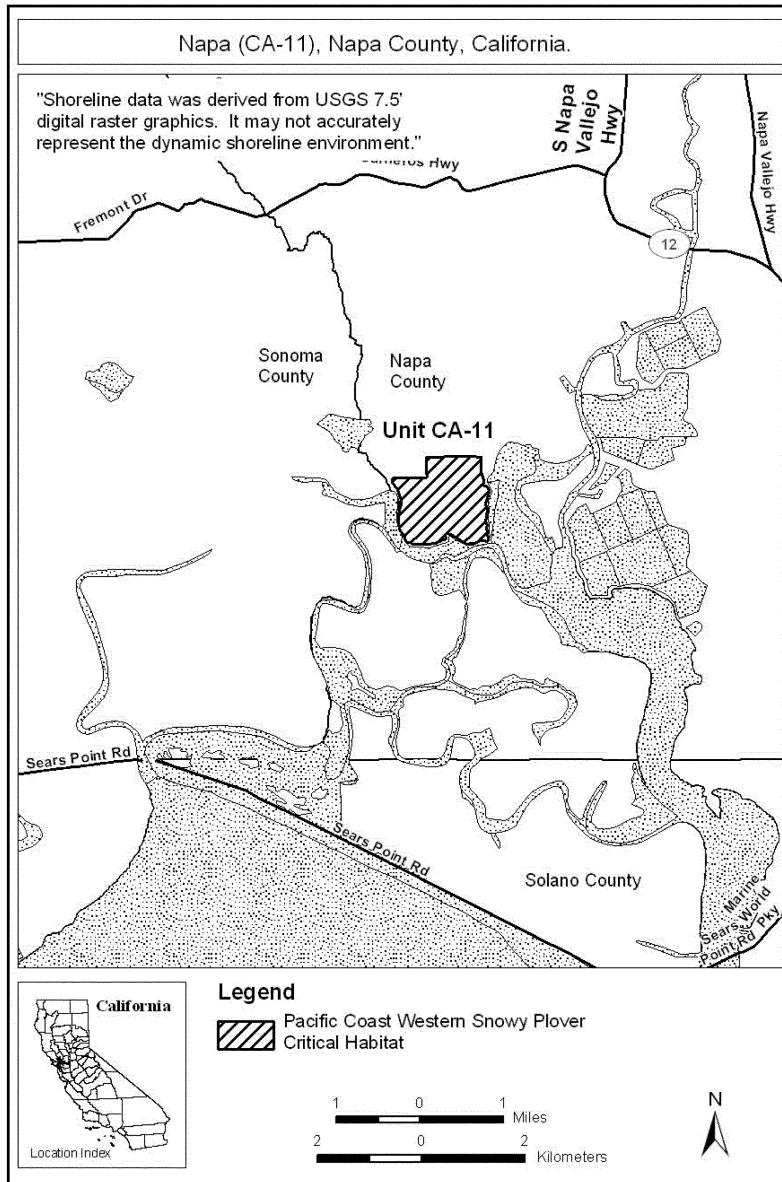 Napa (CA-11), Napa County, California.
"Shoreline data was derived from USGS 7.5'
digital raster graphics. It may not accurately
represent the dynamic shoreline environment."
S Napa
Vallejo
Hwy
Napa Vallejo Hwy
Hwy
Fremont Dr
12
Sonoma
County
Napa
County
Unit CA-11
Sears Point Rd
Sears Point Rd
Solano County
Marine
World
Pky
Sears
Point Rd
California
Location Index
Legend
Pacific Coast Western Snowy Plover
Critical Habitat
1 0 1
Miles
2 0 2
Kilometers
N